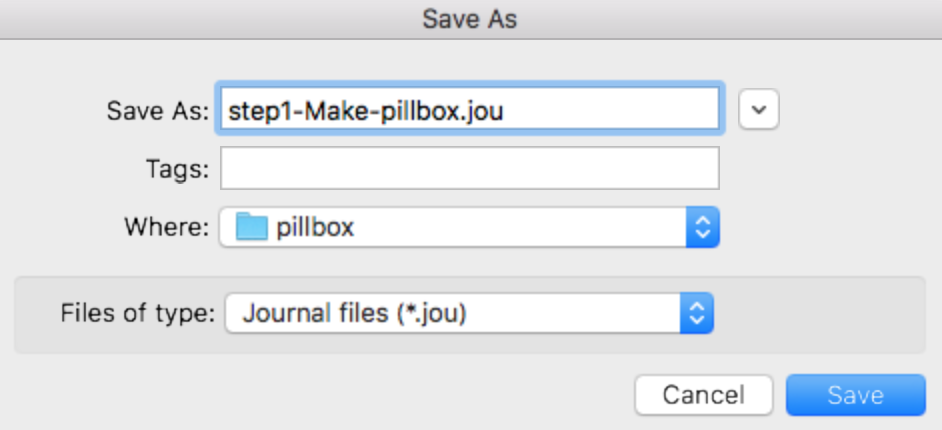 Save As
Save As: step1-Make-pillbox.jou
Tags:
Where: pillbox
Files of type: Journal files (*.jou)
Cancel Save